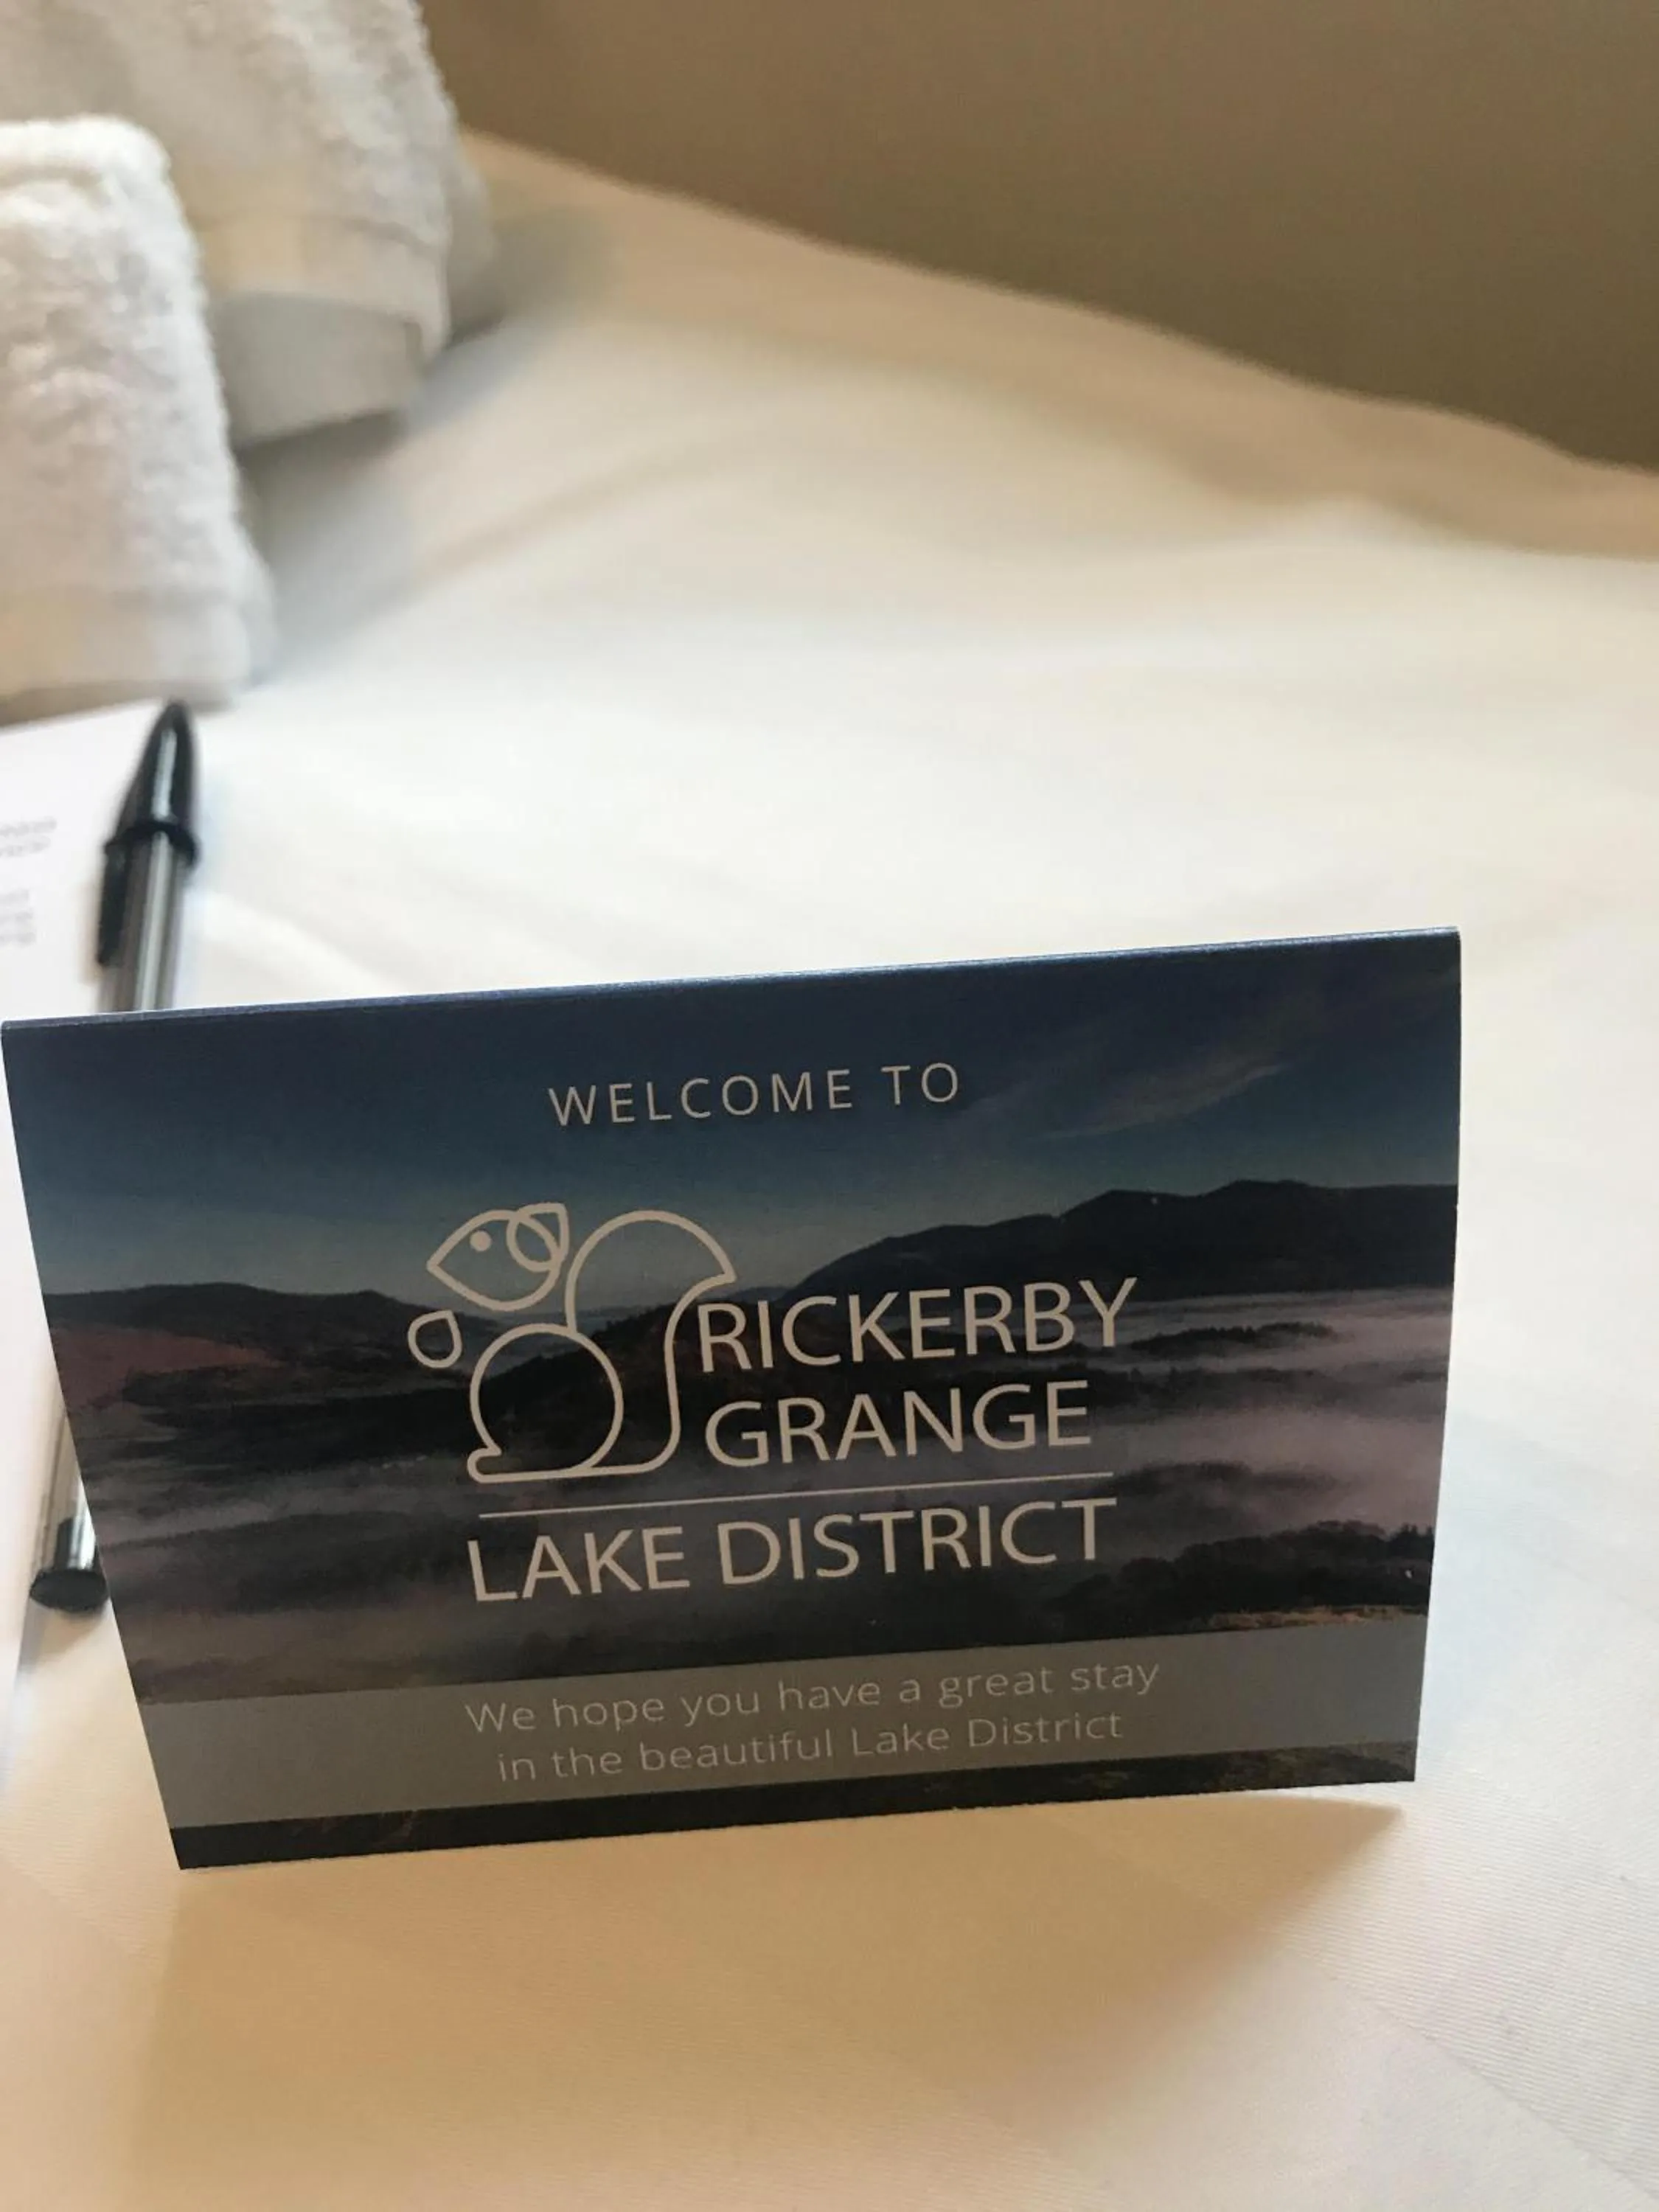 WELCOME TO
RICKERBY
GRANGE
LAKE DISTRICT
We hope you have a great stay
in the beautiful Lake District